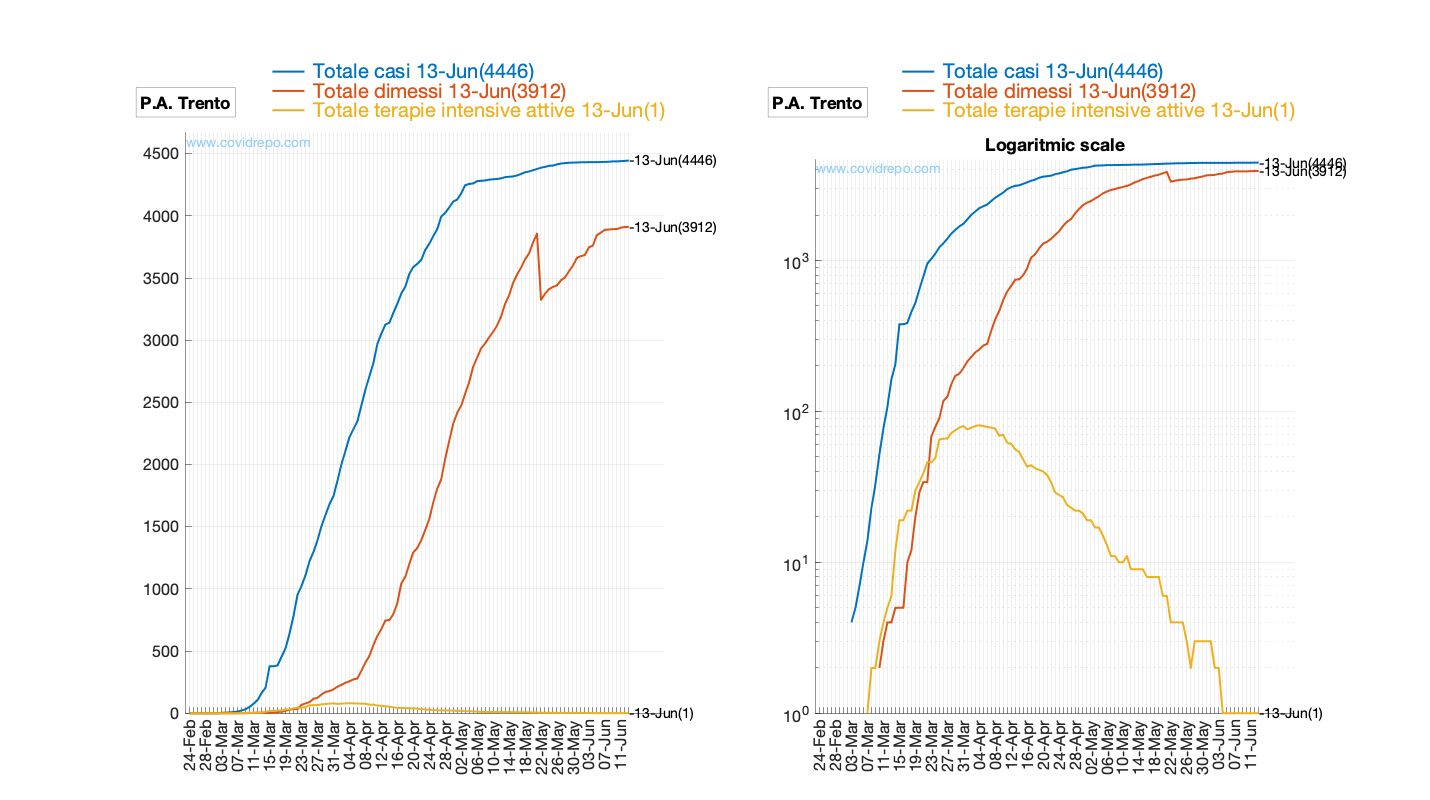 Totale casi 13-Jun(4446)
Totale dimessi 13-Jun(3912)
Totale terapie intensive attive 13-Jun(1)
P.A. Trento
www.covidrepo.com
4500
4000
3500
3000
2500
2000
1500
1000
500
0
13-Jun(4446)
13-Jun(3912)
13-Jun(1)
24-Feb
28-Feb
03-Mar
07-Mar
11-Mar
15-Mar
19-Mar
23-Mar
27-Mar
31-Mar
04-Apr
08-Apr
12-Apr
16-Apr
20-Apr
24-Apr
28-Apr
02-May
06-May
10-May
14-May
18-May
22-May
26-May
30-May
03-Jun
07-Jun
11-Jun
Totale casi 13-Jun(4446)
Totale dimessi 13-Jun(3912)
Totale terapie intensive attive 13-Jun(1)
P.A. Trento
Logaritmic scale
www.covidrepo.com
10³
10²
10¹
10⁰
13-Jun(4446)
13-Jun(3912)
13-Jun(1)
24-Feb
28-Feb
03-Mar
07-Mar
11-Mar
15-Mar
19-Mar
23-Mar
27-Mar
31-Mar
04-Apr
08-Apr
12-Apr
16-Apr
20-Apr
24-Apr
28-Apr
02-May
06-May
10-May
14-May
18-May
22-May
26-May
30-May
03-Jun
07-Jun
11-Jun